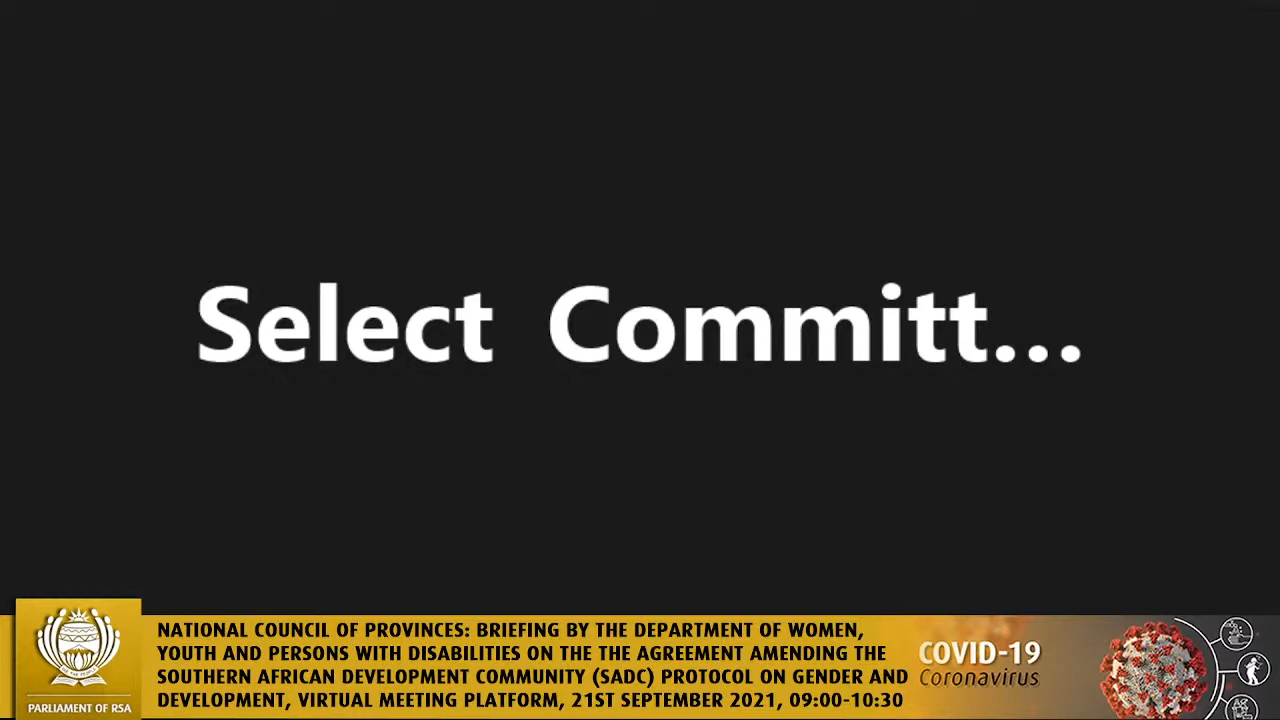 Select Committ...
NATIONAL COUNCIL OF PROVINCES: BRIEFING BY THE DEPARTMENT OF WOMEN,
YOUTH AND PERSONS WITH DISABILITIES ON THE THE AGREEMENT AMENDING THE
SOUTHERN AFRICAN DEVELOPMENT COMMUNITY (SADC) PROTOCOL ON GENDER AND
DEVELOPMENT, VIRTUAL MEETING PLATFORM, 21ST SEPTEMBER 2021, 09:00-10:30
PARLIAMENT OF RSA
COVID-19
Coronavirus